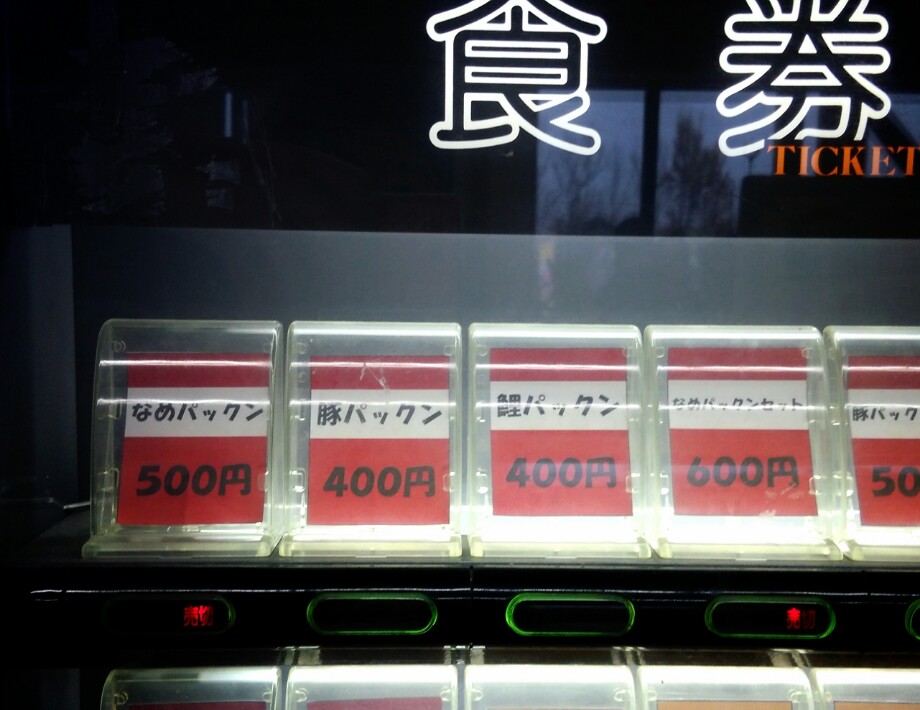 食券
TICKET
なめパックン
500円
豚パックン
400円
鯉パックン
400円
なめパックンセット
600円
豚パック
50
売切
売切